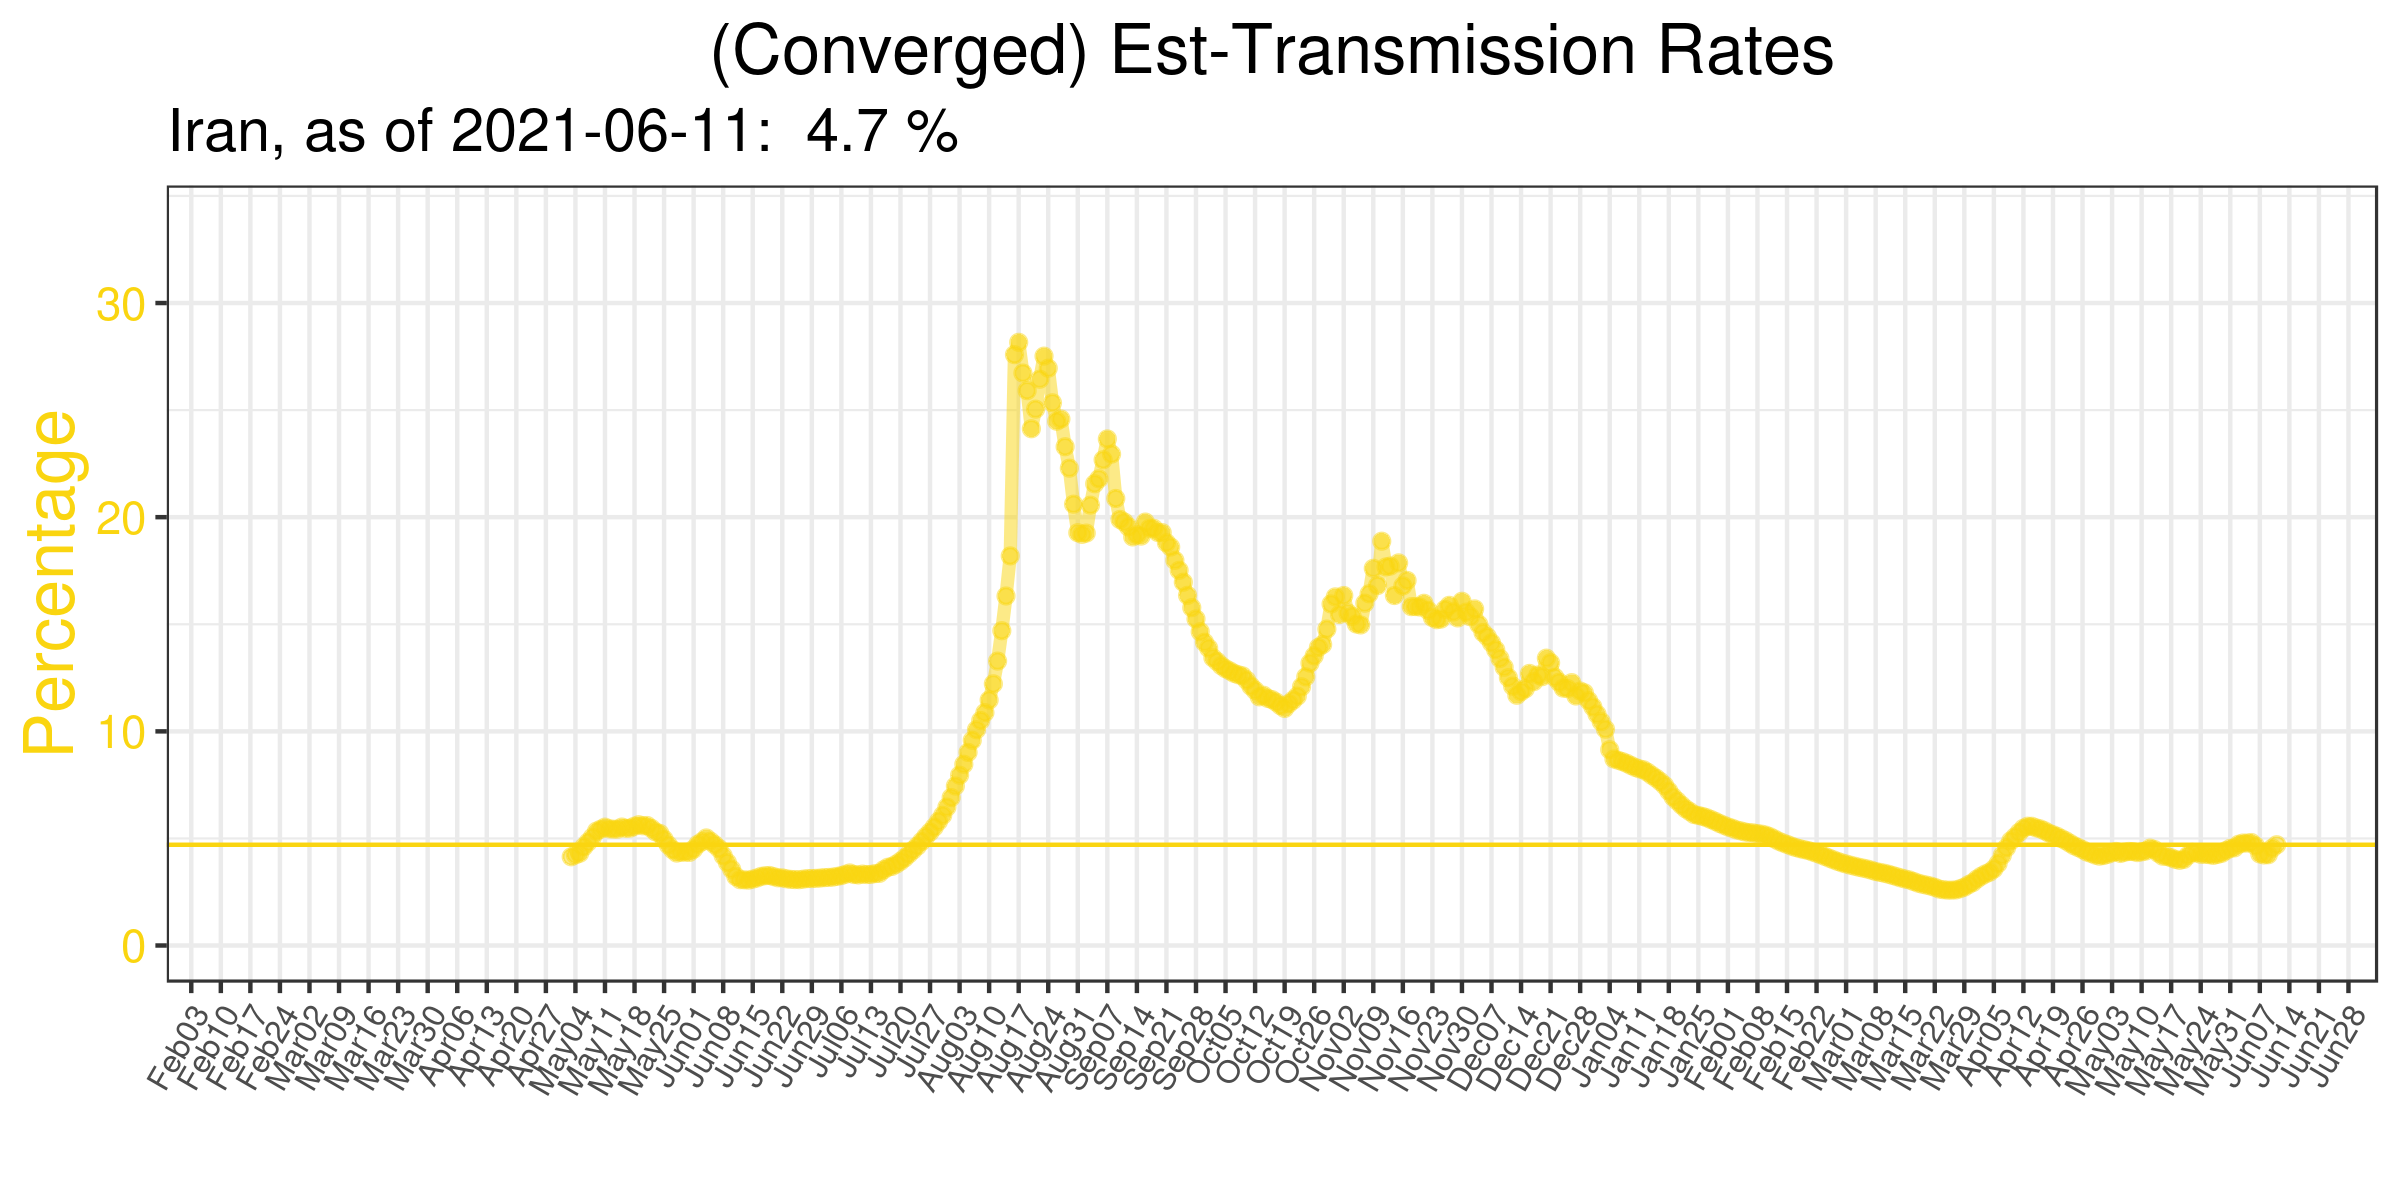 (Converged) Est-Transmission Rates
Iran, as of 2021-06-11:  4.7 %
Percentage
30
20
10
0
Feb03
Feb10
Feb17
Feb24
Mar02
Mar09
Mar16
Mar23
Mar30
Apr06
Apr13
Apr20
Apr27
May04
May11
May18
May25
Jun01
Jun08
Jun15
Jun22
Jun29
Jul06
Jul13
Jul20
Jul27
Aug03
Aug10
Aug17
Aug24
Aug31
Sep07
Sep14
Sep21
Sep28
Oct05
Oct12
Oct19
Oct26
Nov02
Nov09
Nov16
Nov23
Nov30
Dec07
Dec14
Dec21
Dec28
Jan04
Jan11
Jan18
Jan25
Feb01
Feb08
Feb15
Feb22
Mar01
Mar08
Mar15
Mar22
Mar29
Apr05
Apr12
Apr19
Apr26
May03
May10
May17
May24
May31
Jun07
Jun14
Jun21
Jun28